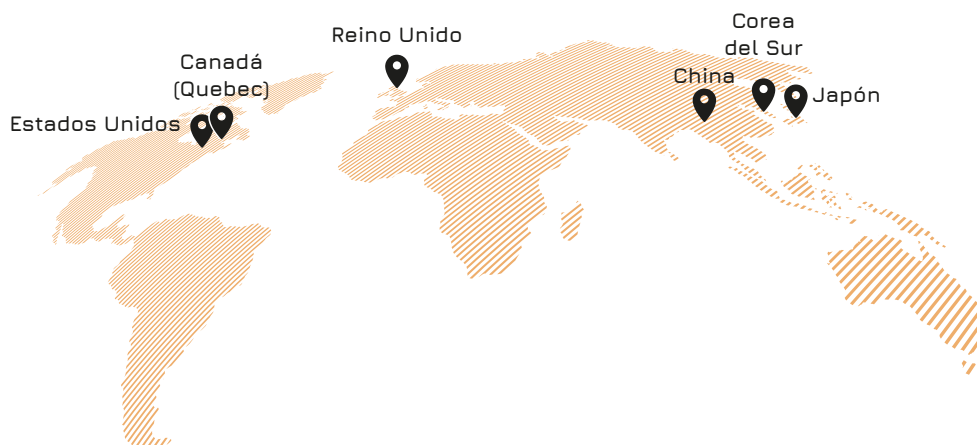 Reino Unido
Corea
del Sur
Canadá
(Quebec)
China
Japón
Estados Unidos